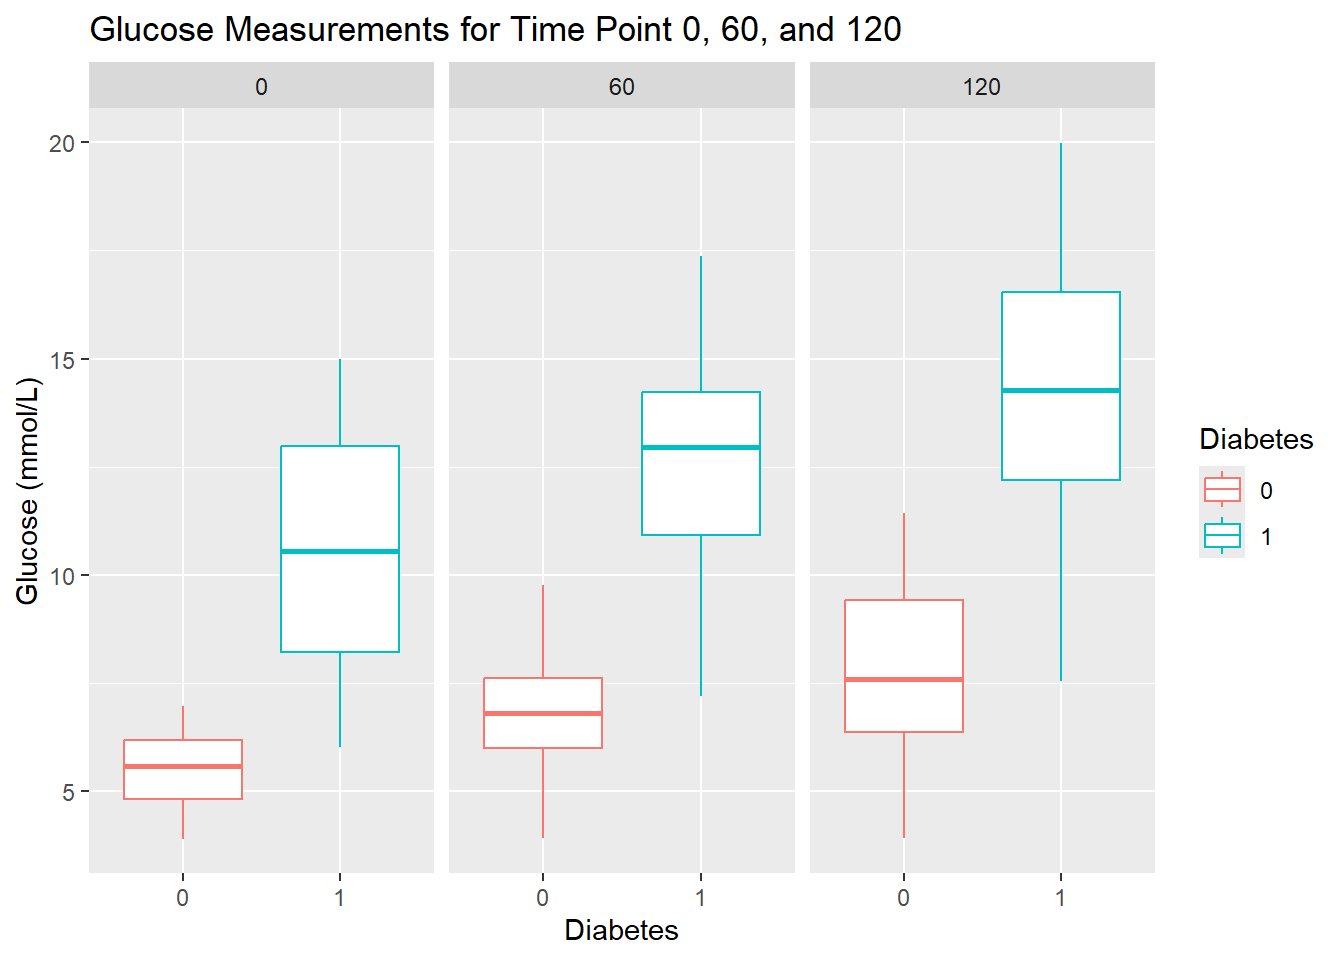 Glucose Measurements for Time Point 0, 60, and 120
0 60 120
20
15
10
5
Glucose (mmol/L)
0 1 0 1 0 1
Diabetes
Diabetes
0
1